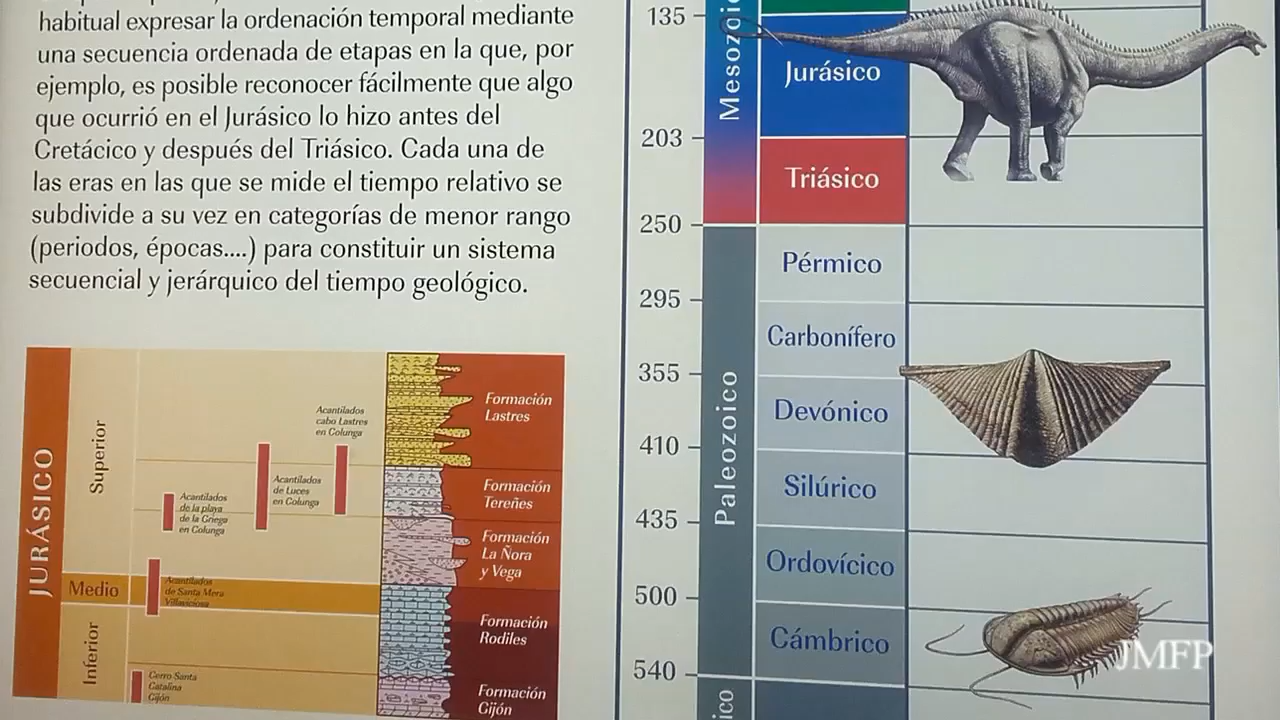 habitual expresar la ordenación temporal mediante
una secuencia ordenada de etapas en la que, por
ejemplo, es posible reconocer fácilmente que algo
que ocurrió en el Jurásico lo hizo antes del
Cretácico y después del Triásico. Cada una de
las eras en las que se mide el tiempo relativo se
subdivide a su vez en categorías de menor rango
(periodos, épocas....) para constituir un sistema
secuencial y jerárquico del tiempo geológico.
JURÁSICO
Superior
Medio
Inferior
Acantilados
cabo Lastres
en Colunga
Acantilados
de Luces
en Colunga
Acantilados
de la playa
de la Griega
en Colunga
Acantilados
de Santa Mera
Villaviciosa
Cerro Santa
Catalina
Gijón
Formación
Lastres
Formación
Tereñes
Formación
La Ñora
y Vega
Formación
Rodiles
Formación
Gijón
135
203
250
295
355
410
435
500
540
Mesozoic
Paleozoico
ico
Jurásico
Triásico
Pérmico
Carbonífero
Devónico
Silúrico
Ordovícico
Cámbrico
JMFP